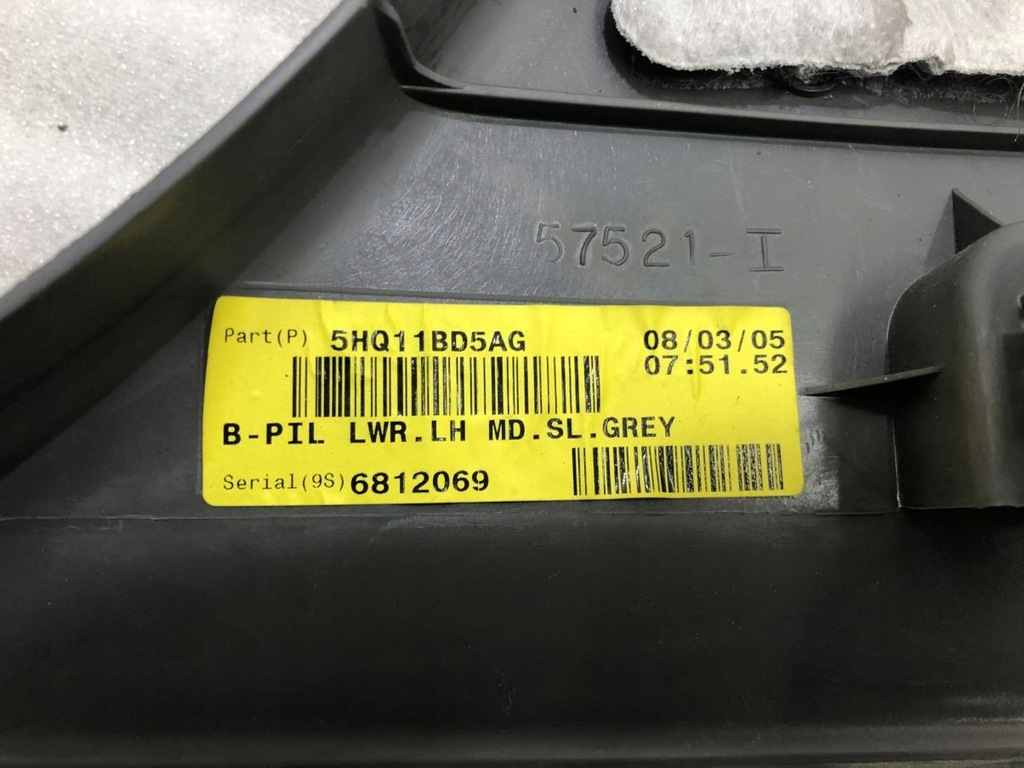 57521-I
Part(P) 5HQ11BD5AG 08/03/05
07:51.52
B-PIL LWR.LH MD.SL.GREY
Serial(9S) 6812069